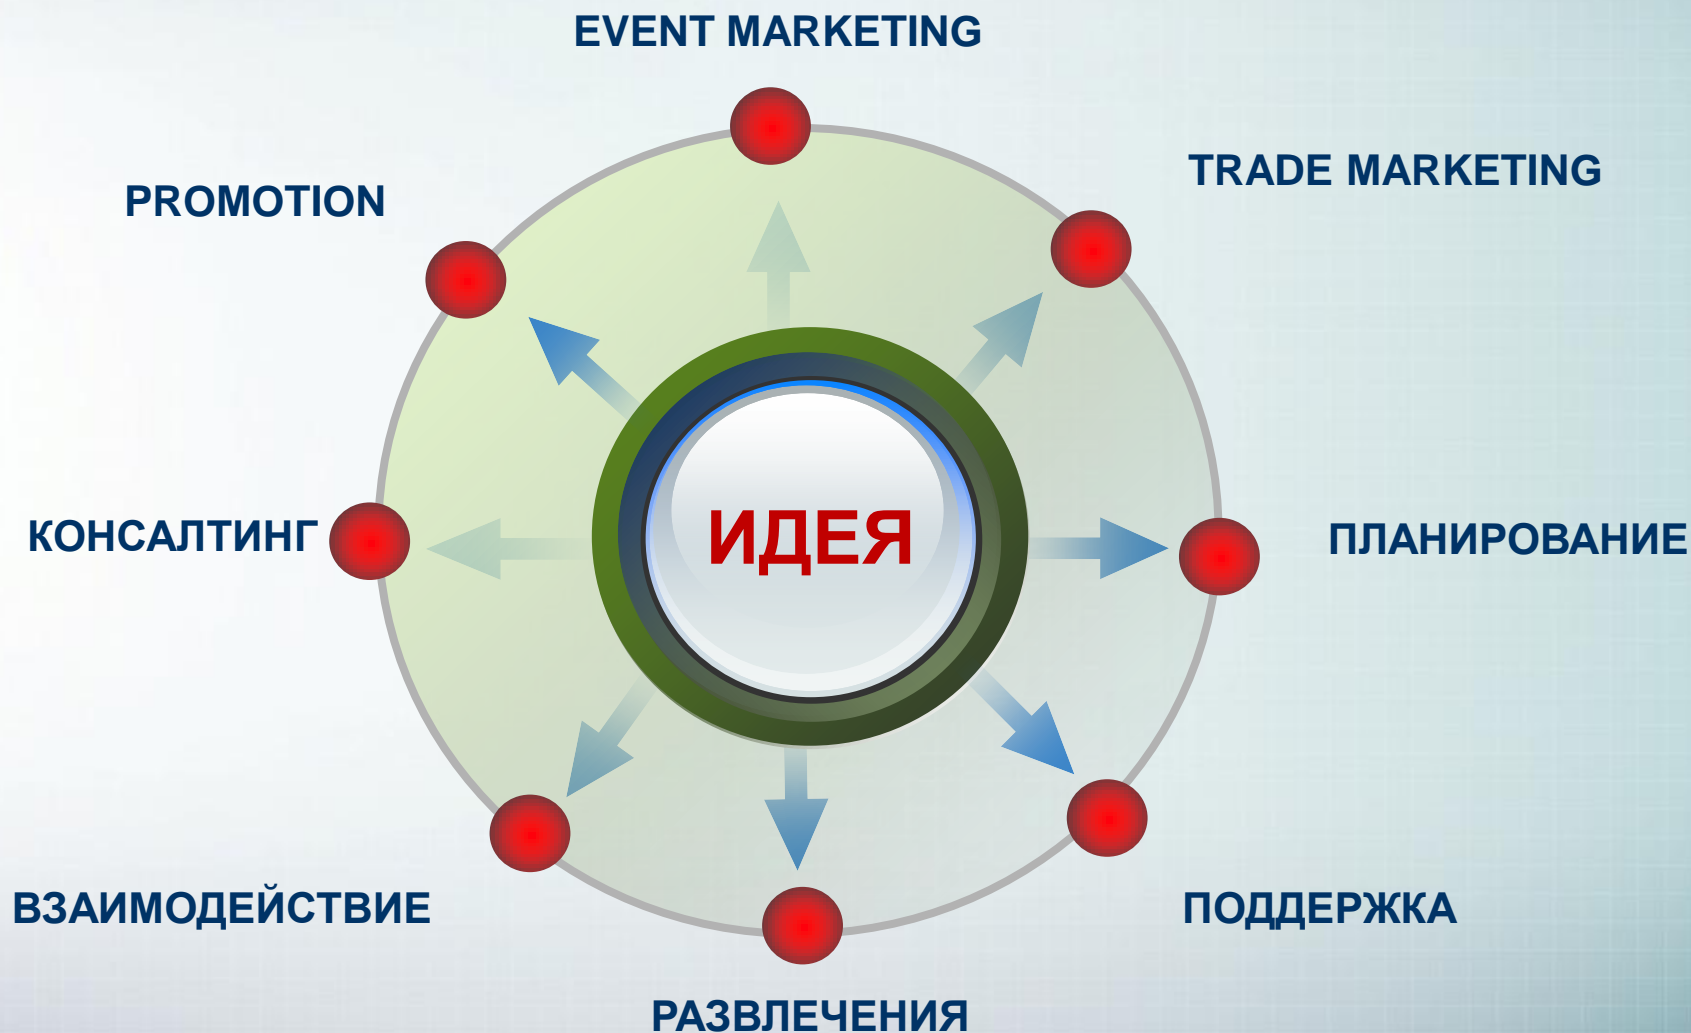 EVENT MARKETING
TRADE MARKETING
PROMOTION
КОНСАЛТИНГ
ИДЕЯ
ПЛАНИРОВАНИЕ
ВЗАИМОДЕЙСТВИЕ
ПОДДЕРЖКА
РАЗВЛЕЧЕНИЯ